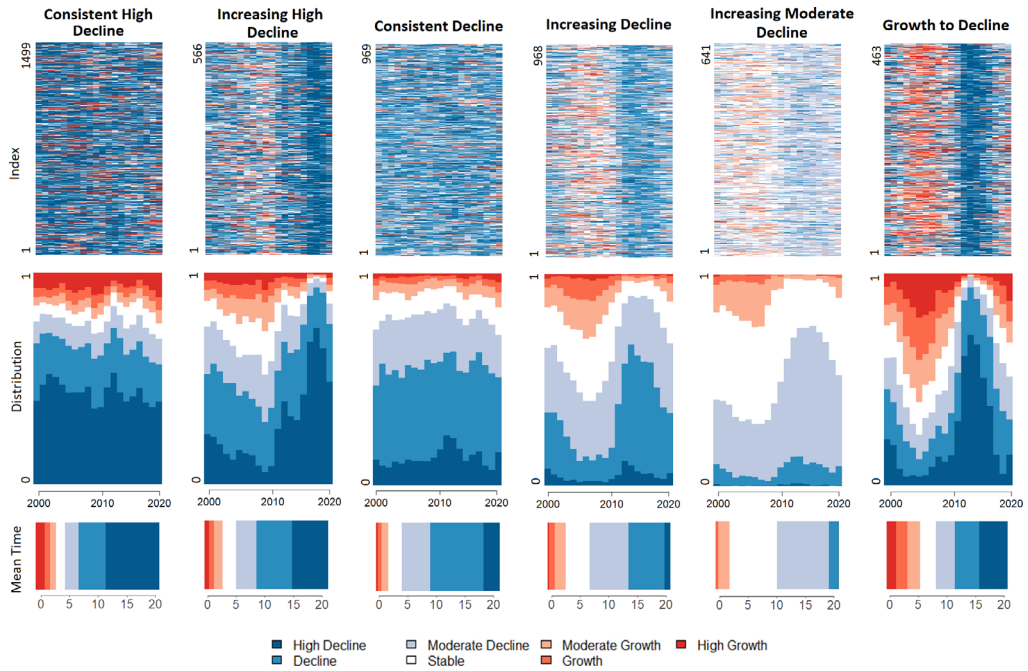 Consistent High
Decline
Increasing High
Decline
Consistent Decline
Increasing Decline
Increasing Moderate
Decline
Growth to Decline
Index
1499
1
566
1
969
1
968
1
641
1
463
1
Distribution
1
0
2000 2010 2020
1
0
2000 2010 2020
1
0
2000 2010 2020
1
0
2000 2010 2020
1
0
2000 2010 2020
1
0
2000 2010 2020
Mean Time
0 5 10 15 20
0 5 10 15 20
0 5 10 15 20
0 5 10 15 20
0 5 10 15 20
0 5 10 15 20
High Decline Moderate Decline Moderate Growth High Growth
Decline Stable Growth